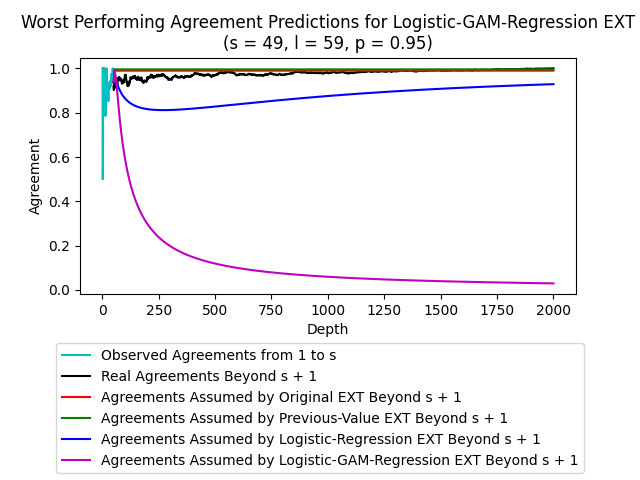 Worst Performing Agreement Predictions for Logistic-GAM-Regression EXT
(s = 49, l = 59, p = 0.95)
1.0
0.8
0.6
0.4
0.2
0.0
Agreement
0 250 500 750 1000 1250 1500 1750 2000
Depth
Observed Agreements from 1 to s
Real Agreements Beyond s + 1
Agreements Assumed by Original EXT Beyond s + 1
Agreements Assumed by Previous-Value EXT Beyond s + 1
Agreements Assumed by Logistic-Regression EXT Beyond s + 1
Agreements Assumed by Logistic-GAM-Regression EXT Beyond s + 1